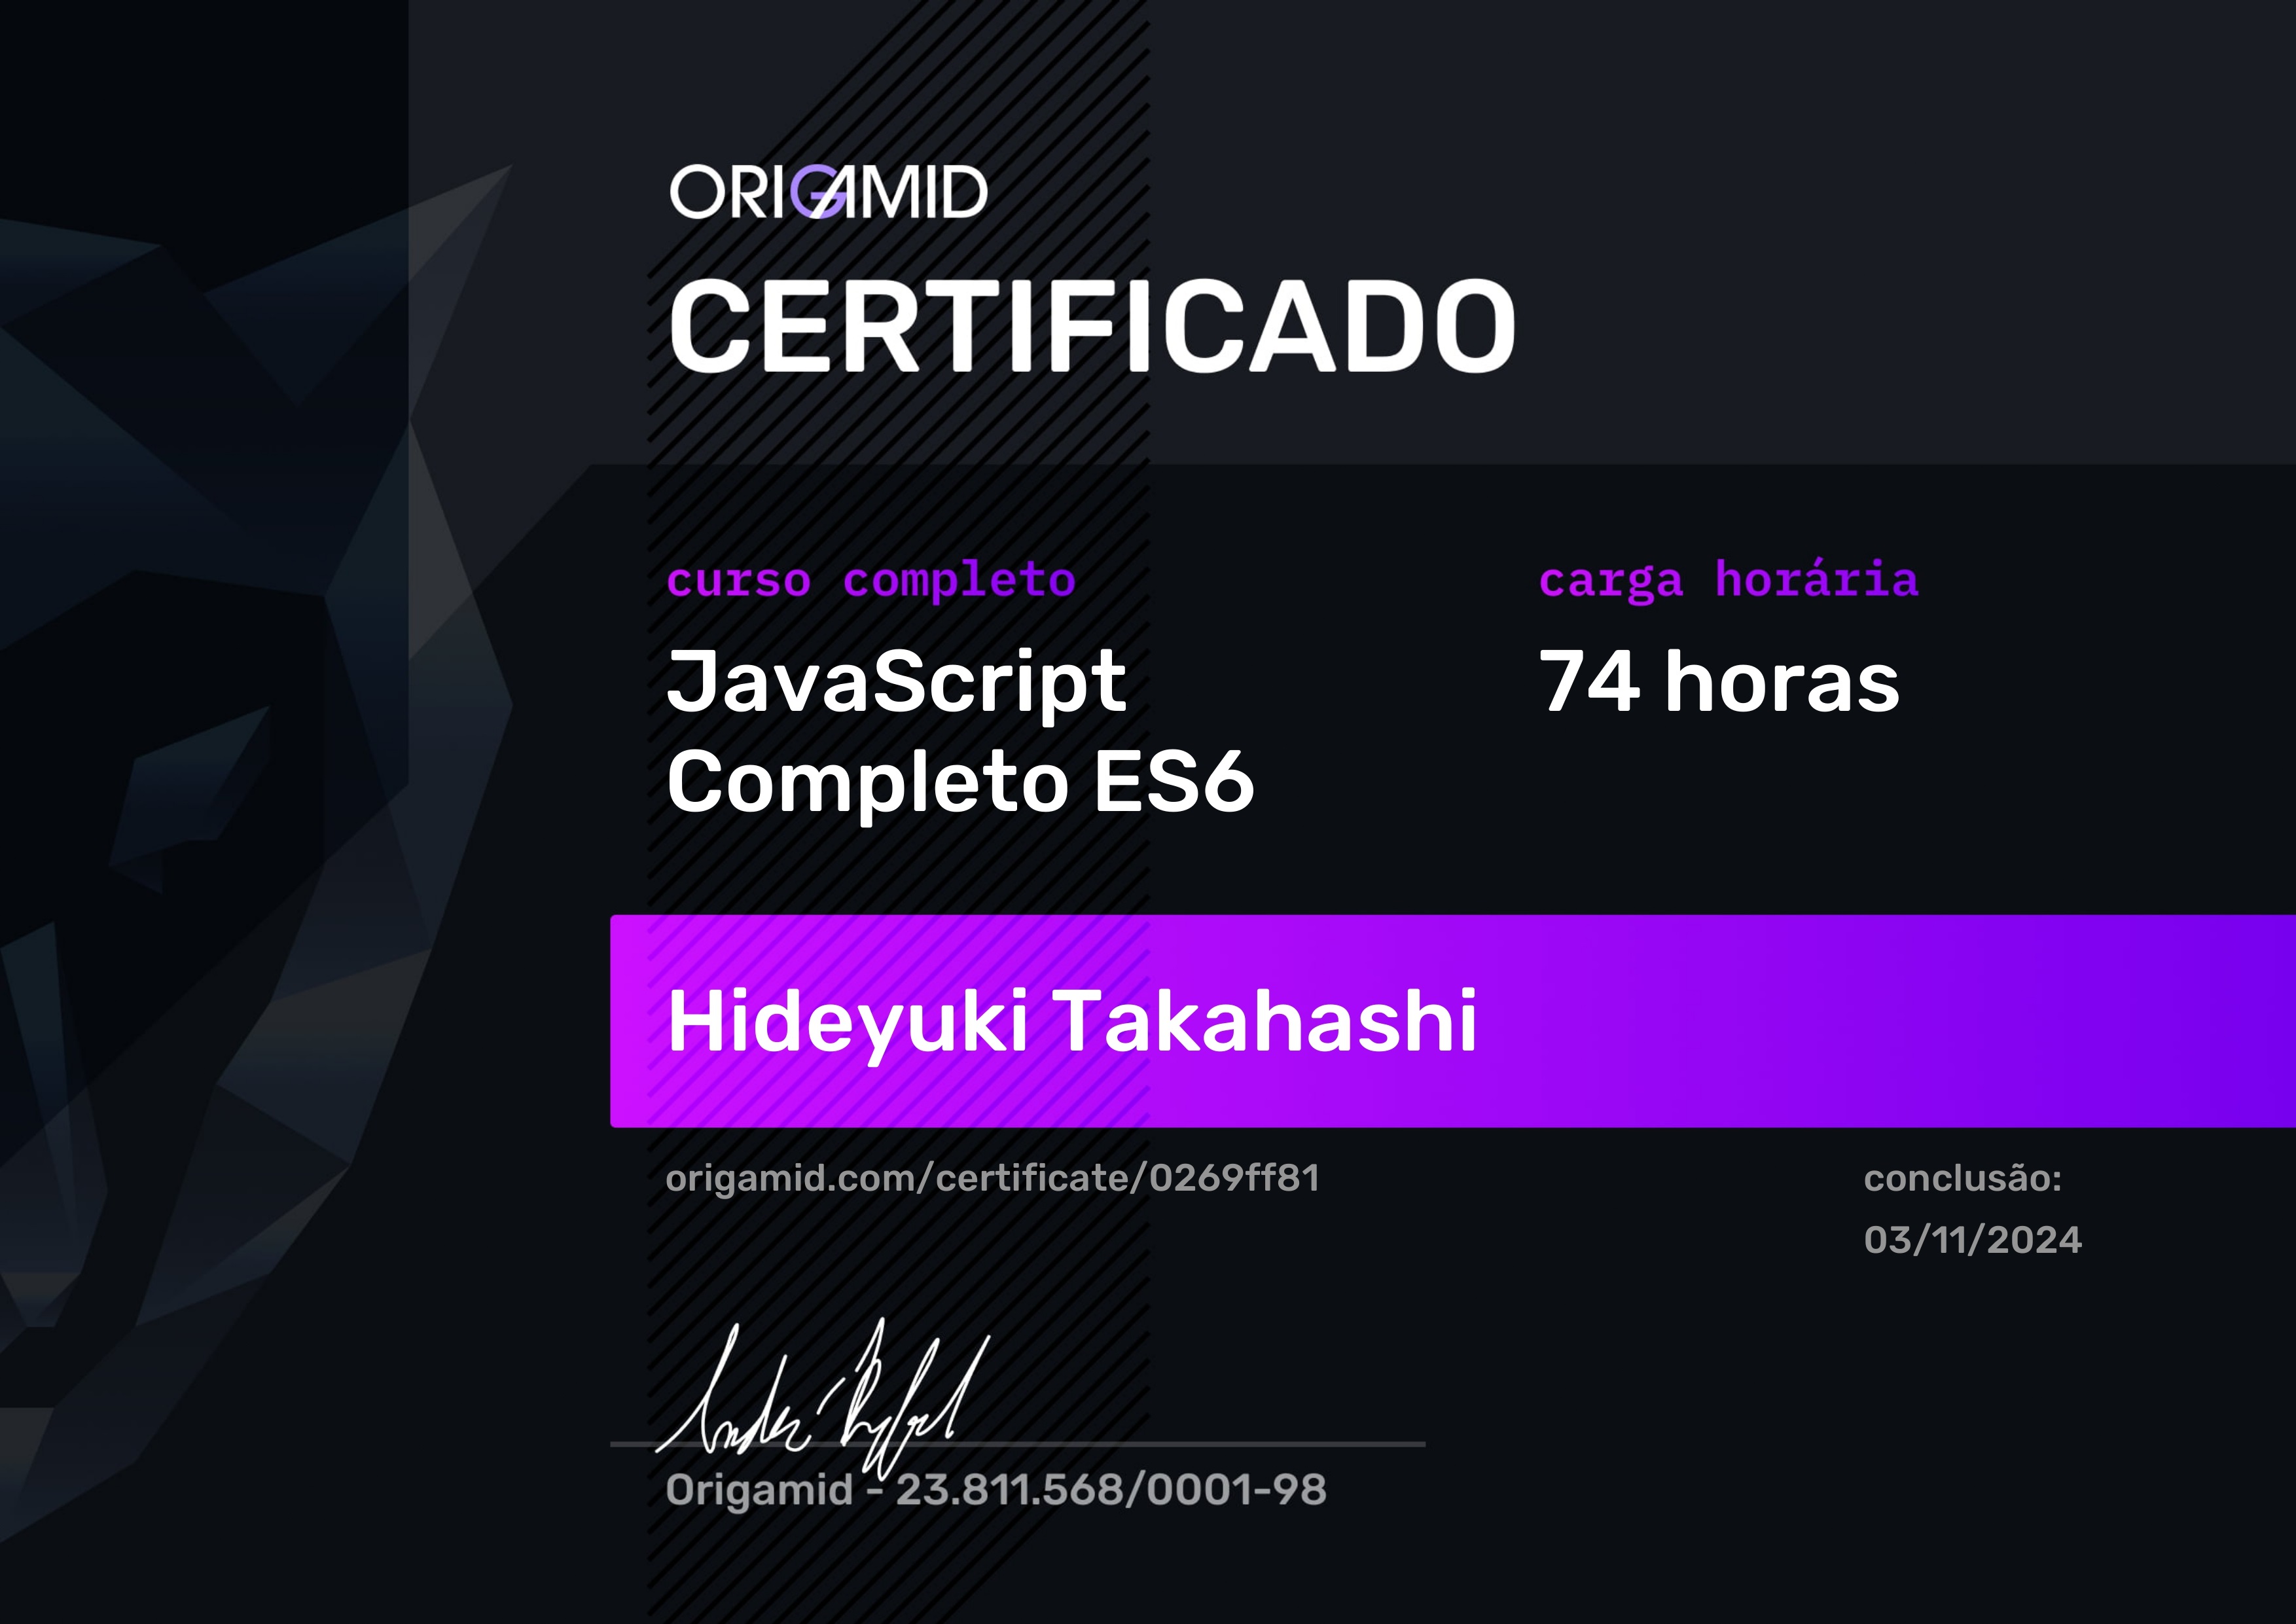 ORIGAMID
CERTIFICADO
curso completo
carga horária
JavaScript
Completo ES6
74 horas
Hideyuki Takahashi
origamid.com/certificate/0269ff81
conclusão:
03/11/2024
Origamid - 23.811.568/0001-98